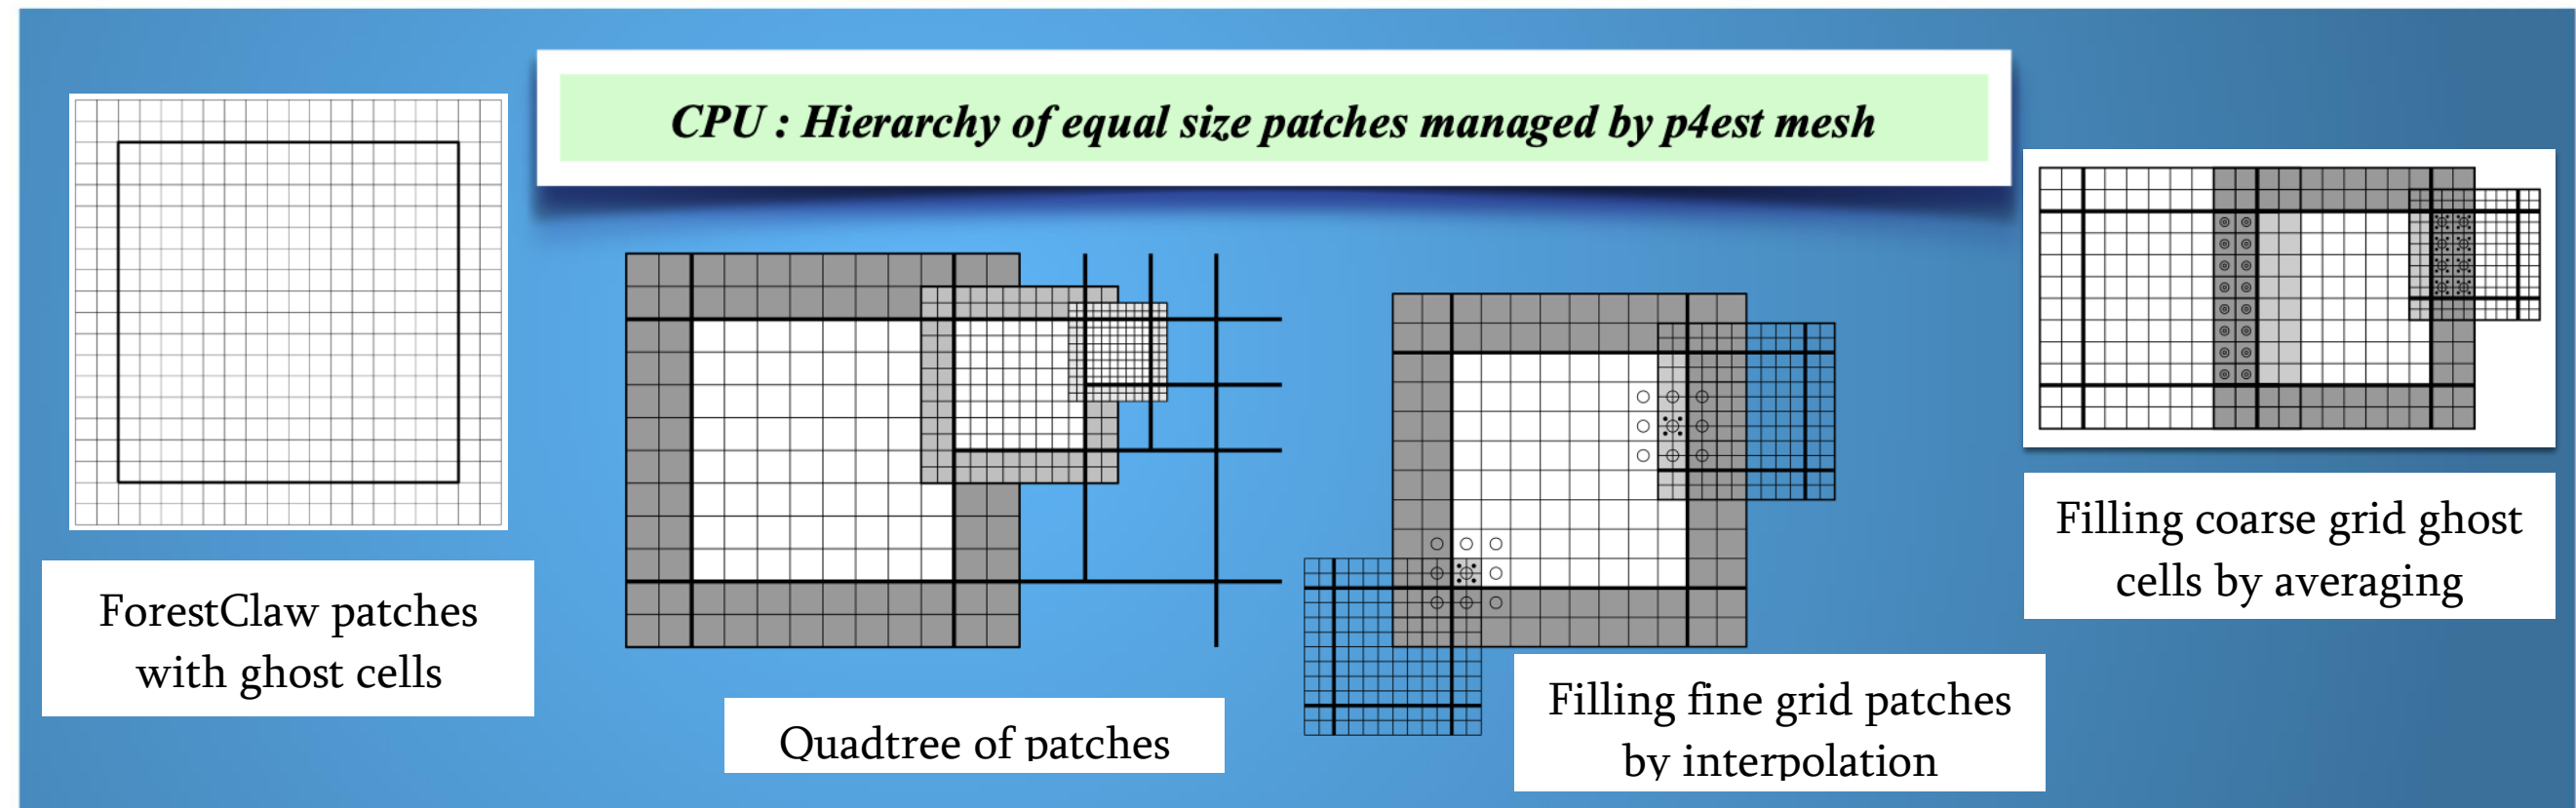 CPU : Hierarchy of equal size patches managed by p4est mesh
ForestClaw patches
with ghost cells
Quadtree of patches
Filling fine grid patches
by interpolation
Filling coarse grid ghost
cells by averaging